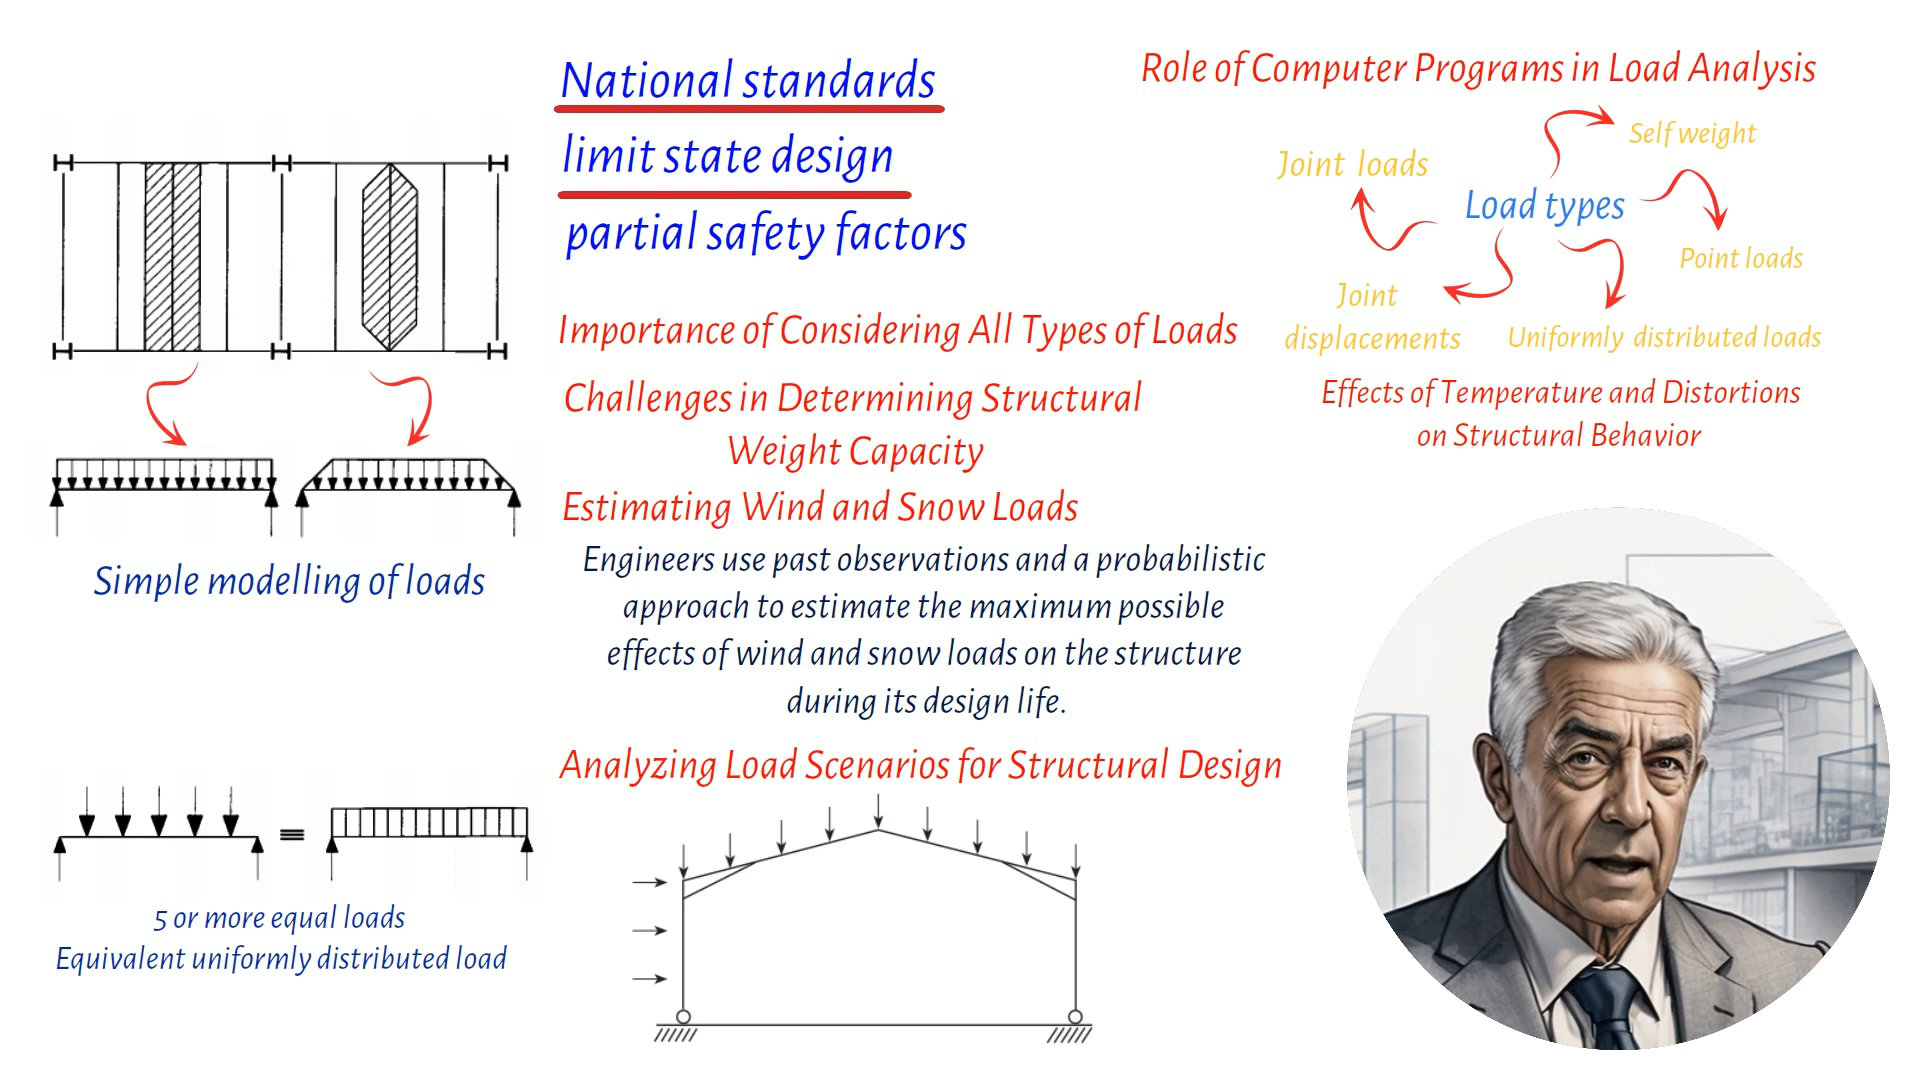 Simple modelling of loads
5 or more equal loads
Equivalent uniformly distributed load
National standards
limit state design
partial safety factors
Importance of Considering All Types of Loads
Challenges in Determining Structural
Weight Capacity
Estimating Wind and Snow Loads
Engineers use past observations and a probabilistic
approach to estimate the maximum possible
effects of wind and snow loads on the structure
during its design life.
Analyzing Load Scenarios for Structural Design
Role of Computer Programs in Load Analysis
Self weight
Joint loads
Load types
Point loads
Joint
displacements
Uniformly distributed loads
Effects of Temperature and Distortions
on Structural Behavior